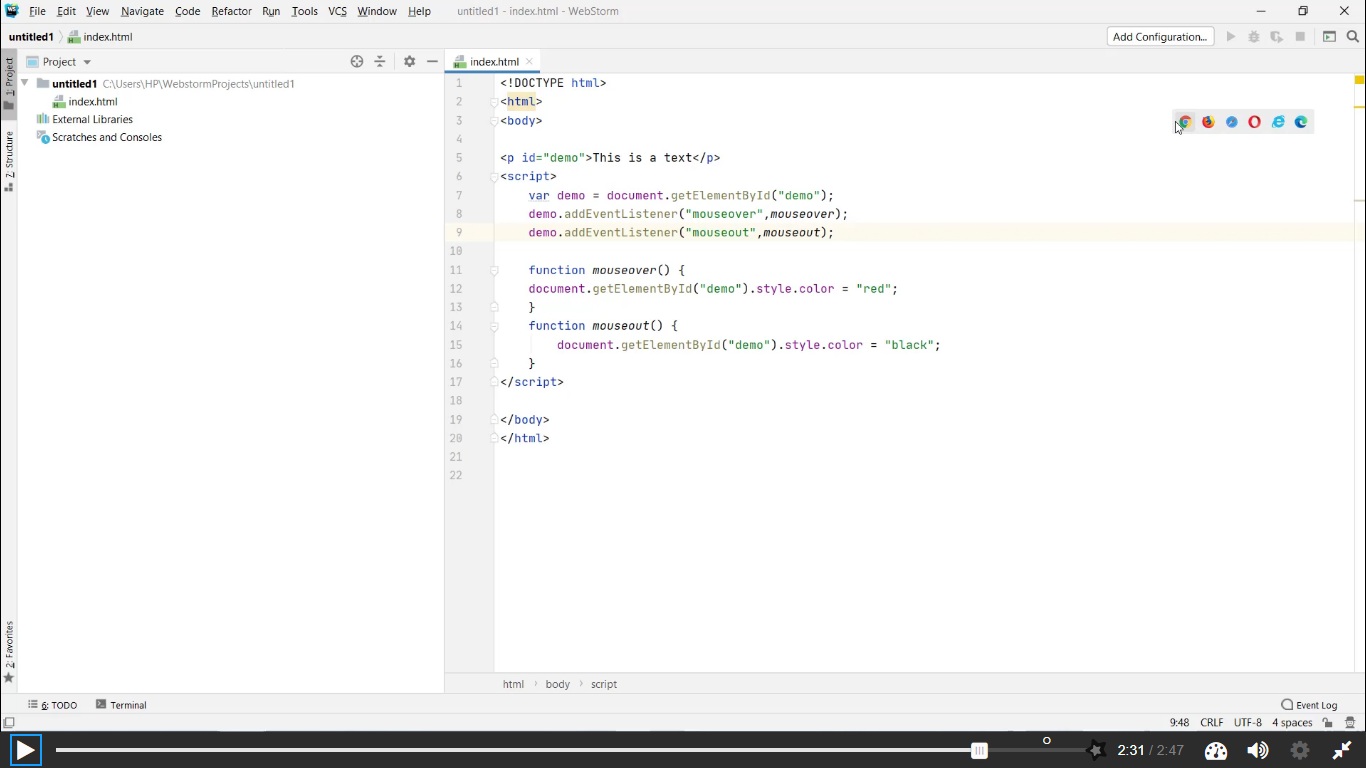 File Edit View Navigate Code Refactor Run Tools VCS Window Help untitled1 - index.html - WebStorm
untitled1 index.html Add Configuration...
1: Project
Project
index.html
untitled1 C:\Users\HP\WebstormProjects\untitled1
index.html
External Libraries
Scratches and Consoles
Z: Structure
2: Favorites
1 <!DOCTYPE html>
2 <html>
3 <body>
4
5 <p id="demo">This is a text</p>
6 <script>
7 var demo = document.getElementById("demo");
8 demo.addEventListener("mouseover",mouseover);
9 demo.addEventListener("mouseout",mouseout);
10
11 function mouseover() {
12 document.getElementById("demo").style.color = "red";
13 }
14 function mouseout() {
15 document.getElementById("demo").style.color = "black";
16 }
17 </script>
18
19 </body>
20 </html>
21
22
html body script
6: TODO Terminal Event Log
9:48 CRLF UTF-8 4 spaces
2:31 / 2:47